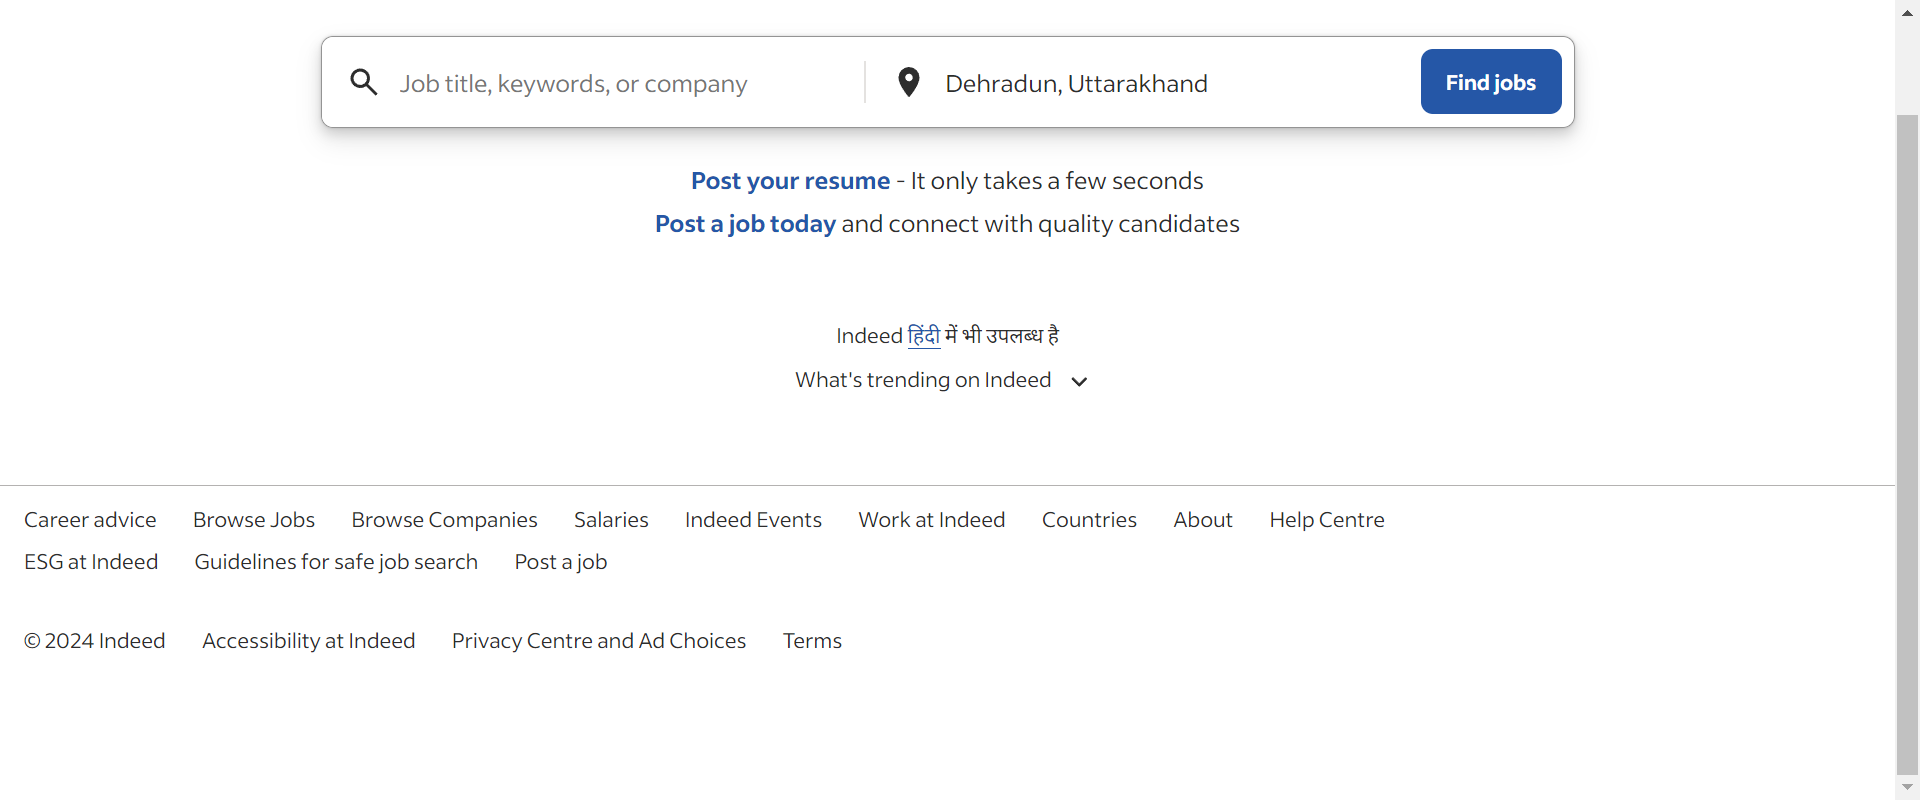 Job title, keywords, or company Dehradun, Uttarakhand Find jobs
Post your resume - It only takes a few seconds
Post a job today and connect with quality candidates
Indeed हिंदी में भी उपलब्ध है
What's trending on Indeed
Career advice Browse Jobs Browse Companies Salaries Indeed Events Work at Indeed Countries About Help Centre
ESG at Indeed Guidelines for safe job search Post a job
© 2024 Indeed Accessibility at Indeed Privacy Centre and Ad Choices Terms